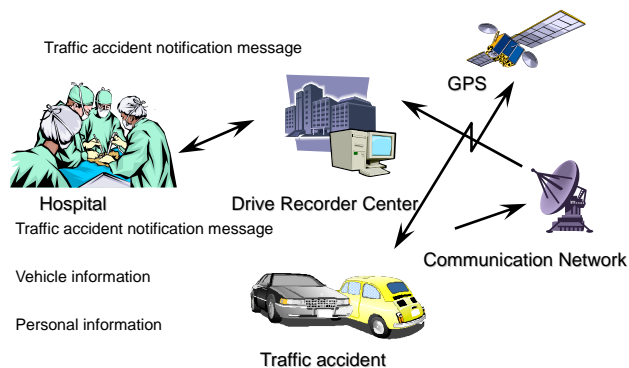 Traffic accident notification message
GPS
Hospital
Drive Recorder Center
Traffic accident notification message
Communication Network
Vehicle information
Personal information
Traffic accident